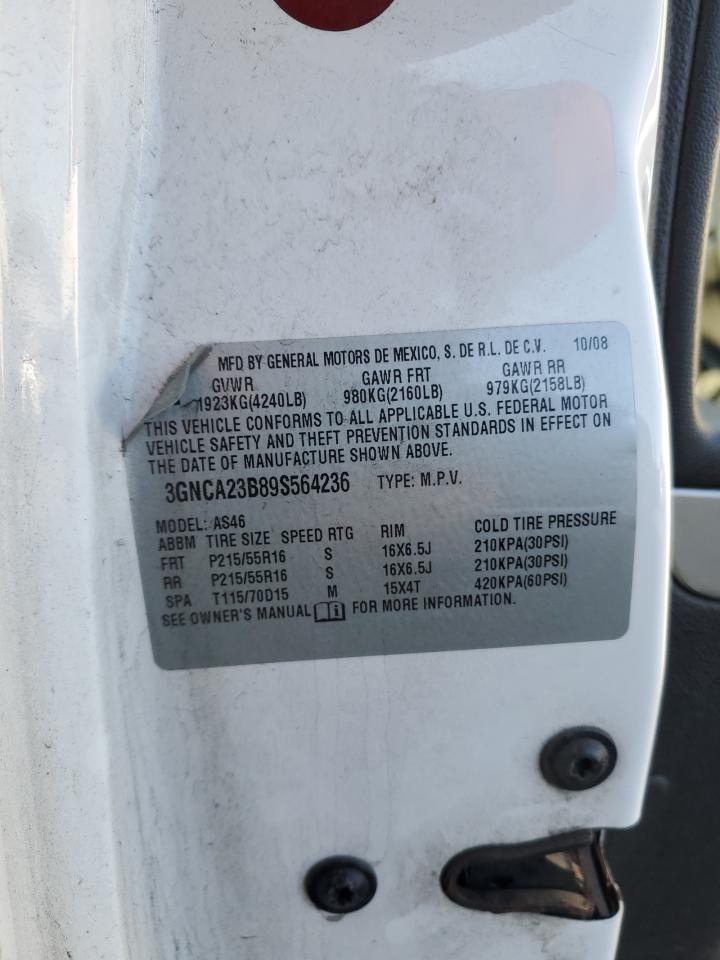 MFD BY GENERAL MOTORS DE MEXICO, S. DE R.L. DE C.V. 10/08
GVWR GAWR FRT GAWR RR
1923KG(4240LB) 980KG(2160LB) 979KG(2158LB)
THIS VEHICLE CONFORMS TO ALL APPLICABLE U.S. FEDERAL MOTOR
VEHICLE SAFETY AND THEFT PREVENTION STANDARDS IN EFFECT ON
THE DATE OF MANUFACTURE SHOWN ABOVE.
3GNCA23B89S564236 TYPE: M.P.V.
MODEL: AS46
ABBM TIRE SIZE SPEED RTG RIM COLD TIRE PRESSURE
FRT P215/55R16 S 16X6.5J 210KPA(30PSI)
RR P215/55R16 S 16X6.5J 210KPA(30PSI)
SPA T115/70D15 M 15X4T 420KPA(60PSI)
SEE OWNER'S MANUAL FOR MORE INFORMATION.